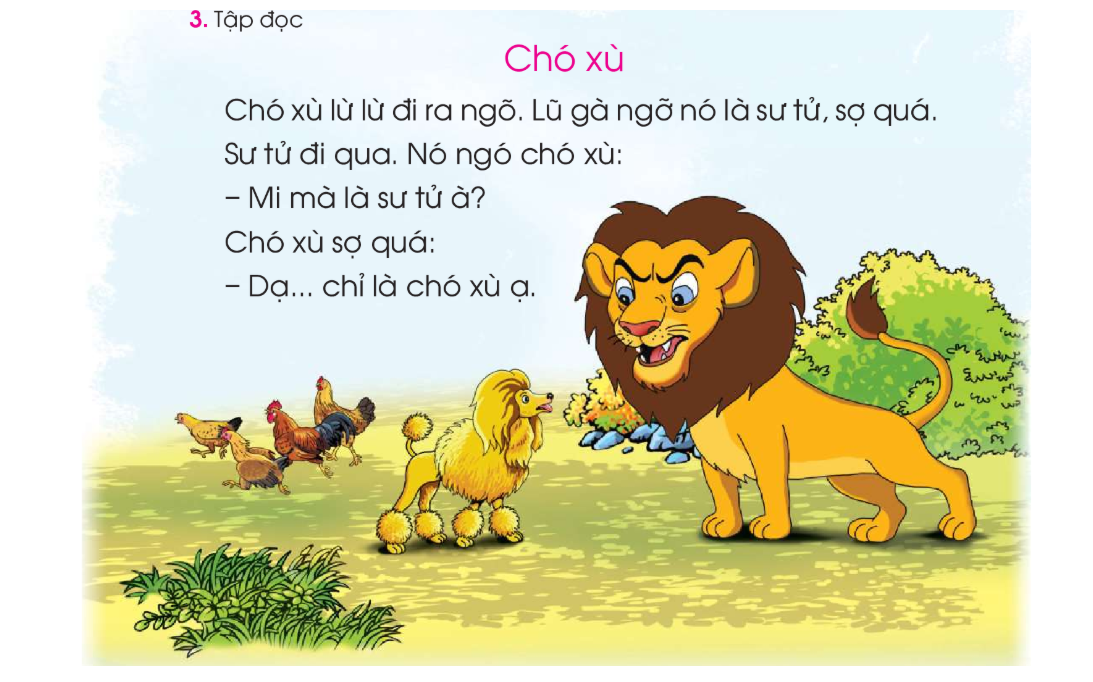 3. Tập đọc
Chó xù
Chó xù lừ lừ đi ra ngõ. Lũ gà ngỡ nó là sư tử, sợ quá.
Sư tử đi qua. Nó ngó chó xù:
– Mi mà là sư tử à?
Chó xù sợ quá:
– Dạ... chỉ là chó xù ạ.